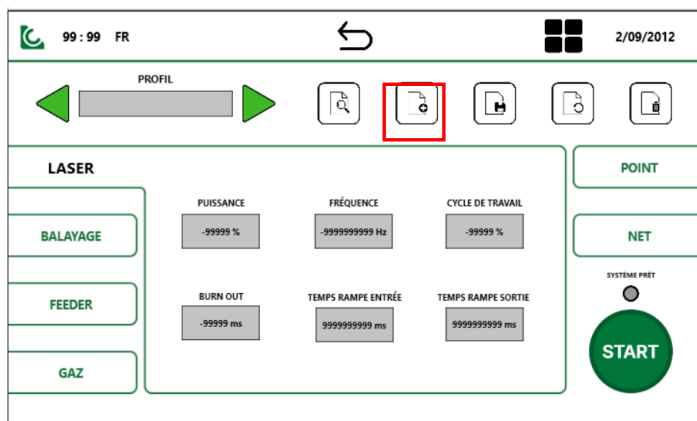 99:99 FR
2/09/2012
PROFIL
LASER
BALAYAGE
FEEDER
GAZ
PUISSANCE
-99999 %
FRÉQUENCE
-9999999999 Hz
CYCLE DE TRAVAIL
-99999 %
BURN OUT
-99999 ms
TEMPS RAMPE ENTRÉE
9999999999 ms
TEMPS RAMPE SORTIE
9999999999 ms
POINT
NET
SYSTÈME PRÊT
START